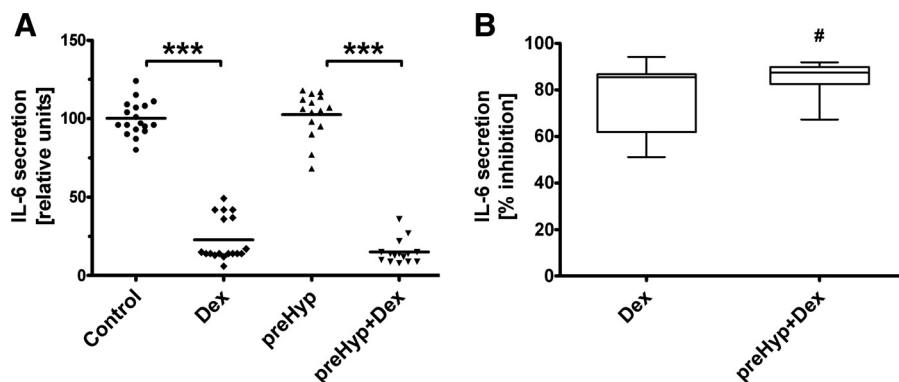 A
IL-6 secretion
[relative units]
150
100
50
0
***
***
Control
Dex
preHyp
preHyp+Dex
B
IL-6 secretion
[% inhibition]
100
80
60
40
20
0
#
Dex
preHyp+Dex